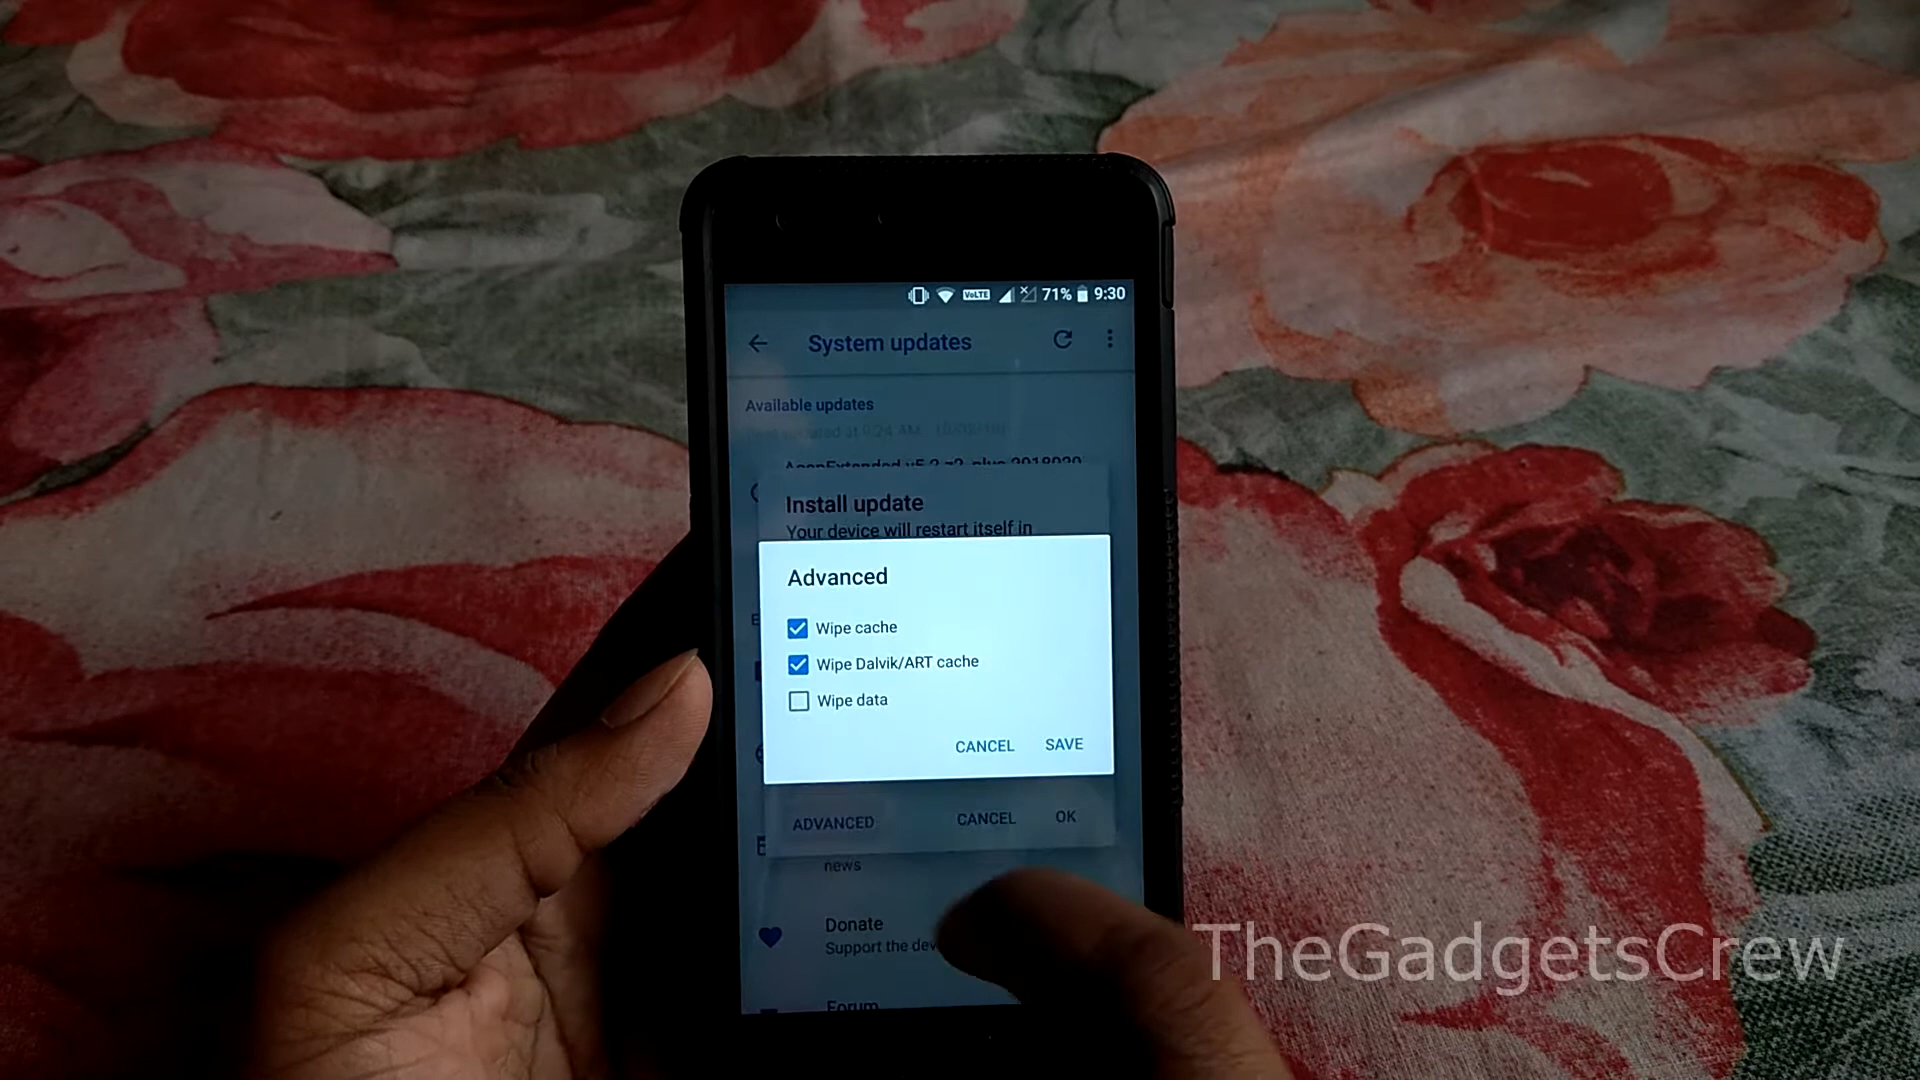 VoLTE 71% 9:30
System updates
Available updates
Install update
Your device will restart itself in
Advanced
Wipe cache
Wipe Dalvik/ART cache
Wipe data
CANCEL SAVE
ADVANCED CANCEL OK
news
Donate
Support the dev
Forum
TheGadgetsCrew